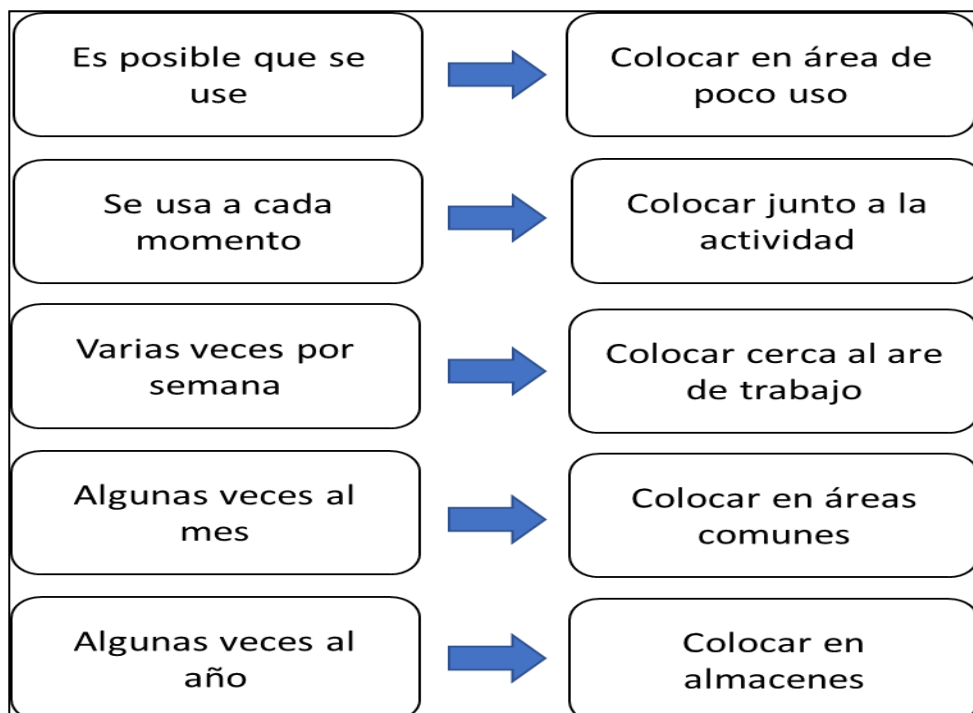 Es posible que se
use
Colocar en área de
poco uso
Se usa a cada
momento
Colocar junto a la
actividad
Varias veces por
semana
Colocar cerca al are
de trabajo
Algunas veces al
mes
Colocar en áreas
comunes
Algunas veces al
año
Colocar en
almacenes